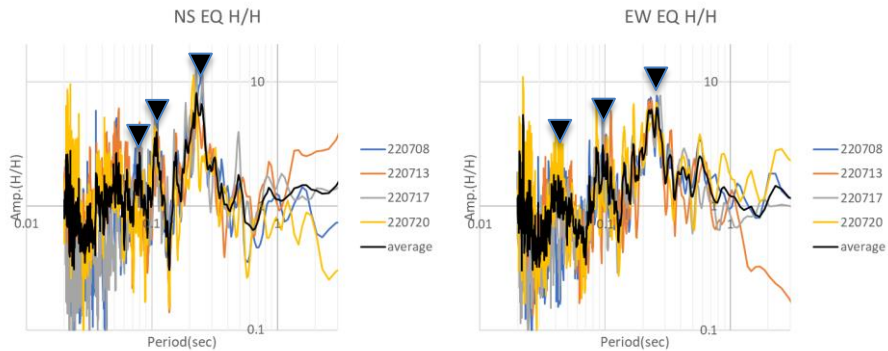 NS EQ H/H
10
Amp.(H/H)
0.01
0.1
1
0.1
Period(sec)
220708
220713
220717
220720
average
EW EQ H/H
10
Amp.(H/H)
0.01
0.1
1
0.1
Period(sec)
220708
220713
220717
220720
average